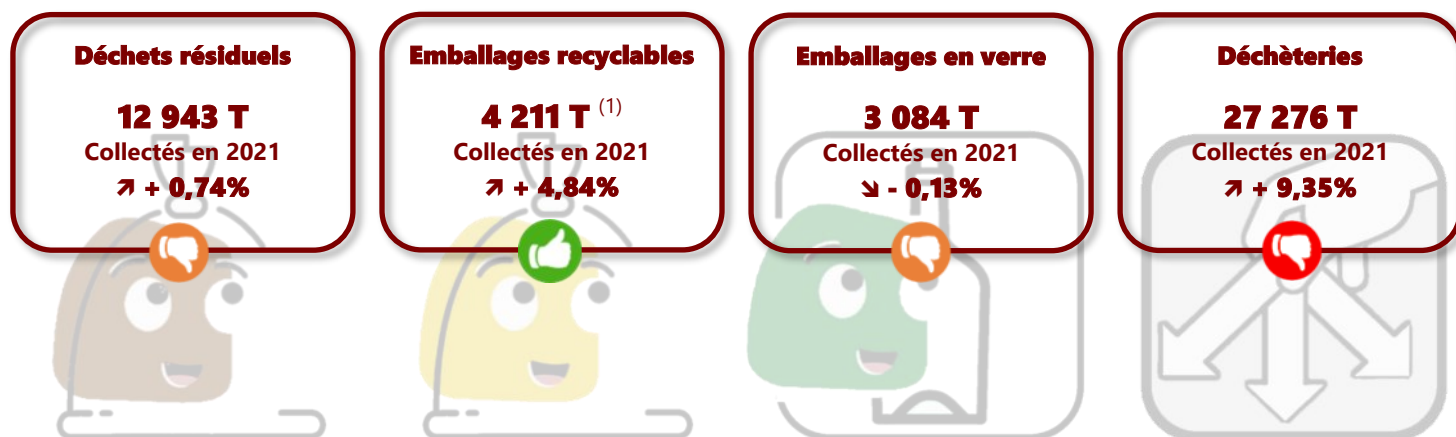 Déchets résiduels
12 943 T
Collectés en 2021
↗ + 0,74%
Emballages recyclables
4 211 T (1)
Collectés en 2021
↗ + 4,84%
Emballages en verre
3 084 T
Collectés en 2021
↘ - 0,13%
Déchèteries
27 276 T
Collectés en 2021
↗ + 9,35%